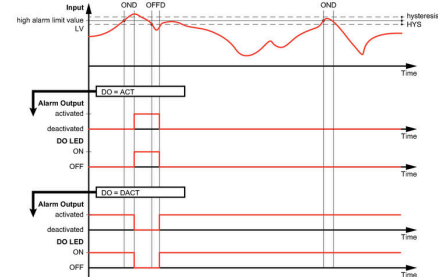 OND OFFD OND
Input
hysteresis
high alarm limit value
HYS
LV
Time
DO = ACT
Alarm Output
activated
deactivated
Time
DO LED
ON
OFF
Time
DO = DACT
Alarm Output
activated
deactivated
Time
DO LED
ON
OFF
Time